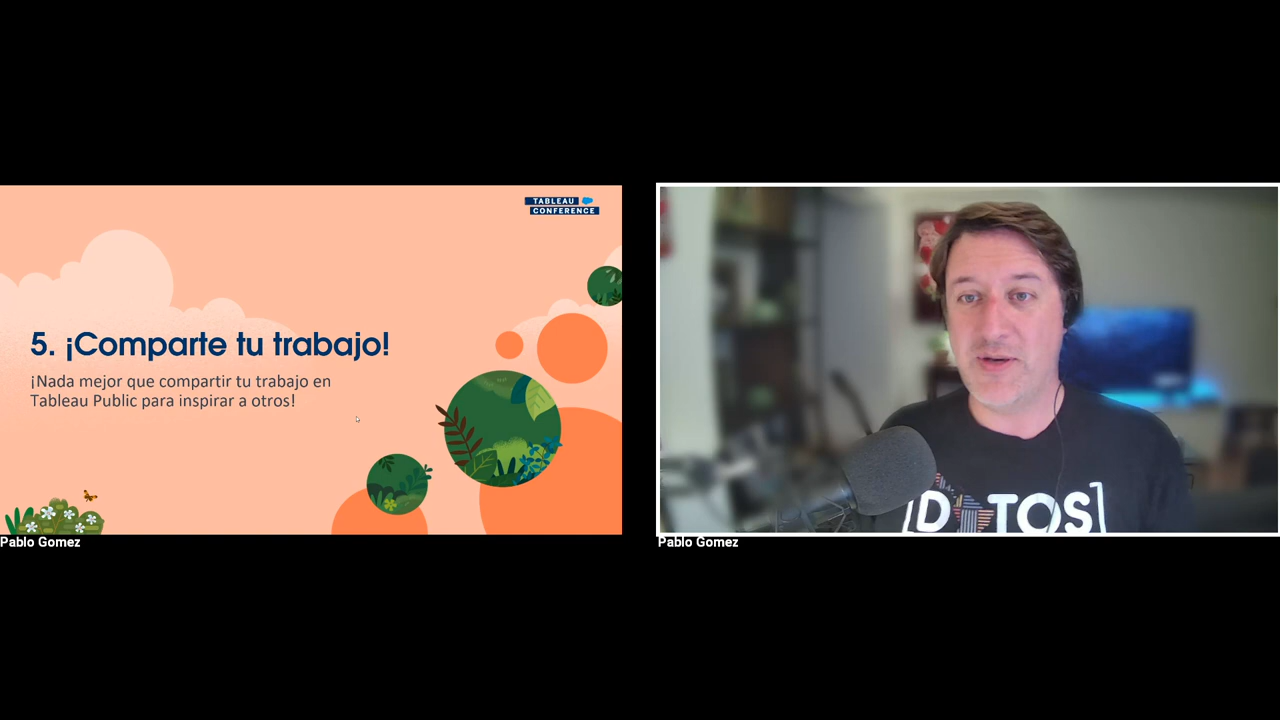 TABLEAU
CONFERENCE
5. ¡Comparte tu trabajo!
¡Nada mejor que compartir tu trabajo en
Tableau Public para inspirar a otros!
Pablo Gomez
[D TOS]
Pablo Gomez